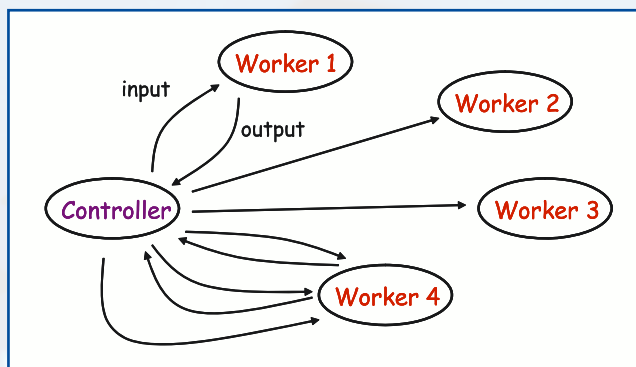 Worker 1
input
Worker 2
output
Controller
Worker 3
Worker 4